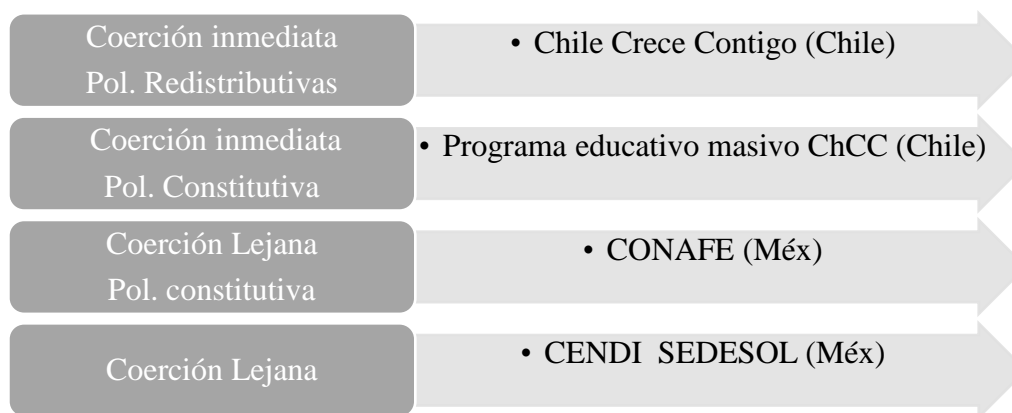 Coerción inmediata
Pol. Redistributivas
• Chile Crece Contigo (Chile)
Coerción inmediata
Pol. Constitutiva
• Programa educativo masivo ChCC (Chile)
Coerción Lejana
Pol. constitutiva
• CONAFE (Méx)
Coerción Lejana
• CENDI SEDESOL (Méx)